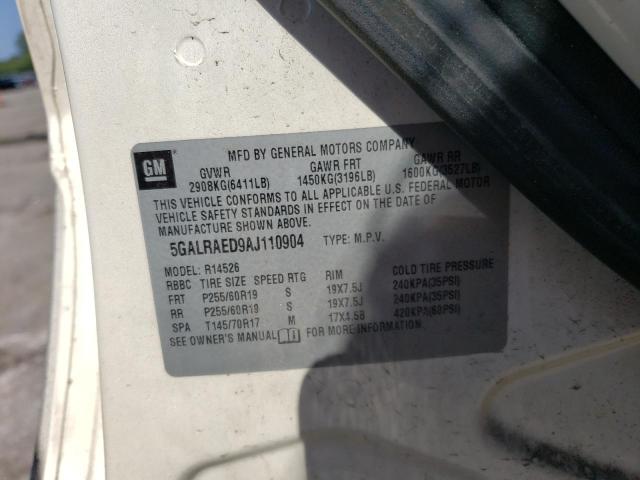 GM
MFD BY GENERAL MOTORS COMPANY
GVWR GAWR FRT GAWR RR
2908KG(6411LB) 1450KG(3196LB) 1600KG(3527LB)
THIS VEHICLE CONFORMS TO ALL APPLICABLE U.S. FEDERAL MOTOR
VEHICLE SAFETY STANDARDS IN EFFECT ON THE DATE OF
MANUFACTURE SHOWN ABOVE.
5GALRAED9AJ110904 TYPE: M.P.V.
MODEL: R14526
RBBC TIRE SIZE SPEED RTG RIM COLD TIRE PRESSURE
FRT P255/60R19 S 19X7.5J 240KPA(35PSI)
RR P255/60R19 S 19X7.5J 240KPA(35PSI)
SPA T145/70R17 M 17X4.5B 420KPA(60PSI)
SEE OWNER'S MANUAL FOR MORE INFORMATION